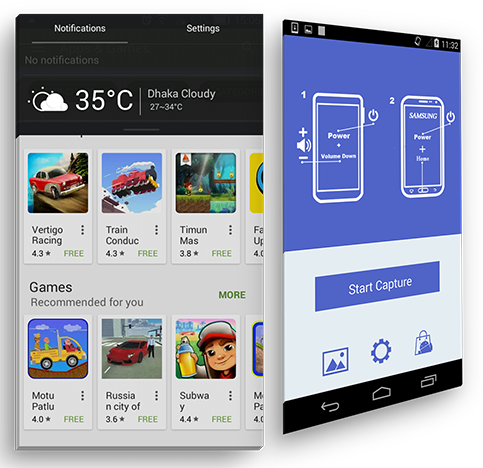 Notifications
Settings
No notifications
35°C
Dhaka Cloudy
27~34°C
Vertigo
Racing
4.3 ★ FREE
Train
Conduc
4.3 ★ FREE
Timun
Mas
3.8 ★ FREE
Fa
Up
4.0
Games
Recommended for you
MORE
Motu
Patlu
4.0 ★ FREE
Russia
n city of
3.6 ★ FREE
Subwa
y
4.4 ★ FREE
11:32
1
2
SAMSUNG
Power
+
Volume Down
Power
+
Home
+
−
Start Capture